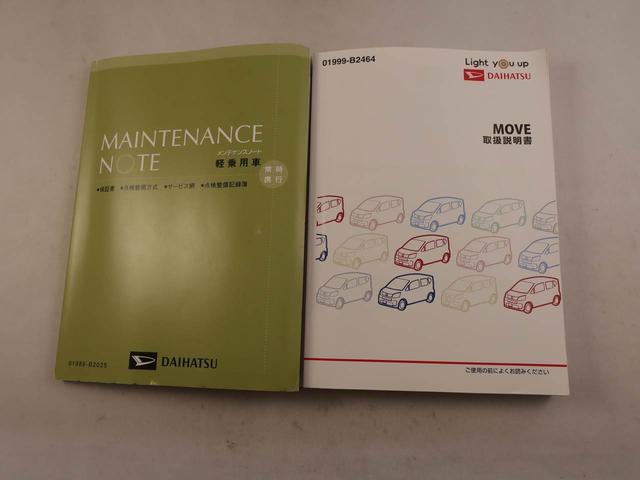 MAINTENANCE
NOTE
メンテナンスノート
軽乗用車
常時
携行
●保証書 ●点検整備方式 ●サービス網 ●点検整備記録簿
01989-B2025
DAIHATSU
01999-B2464
Light you up
DAIHATSU
MOVE
取扱説明書
ご使用の前によくお読みください